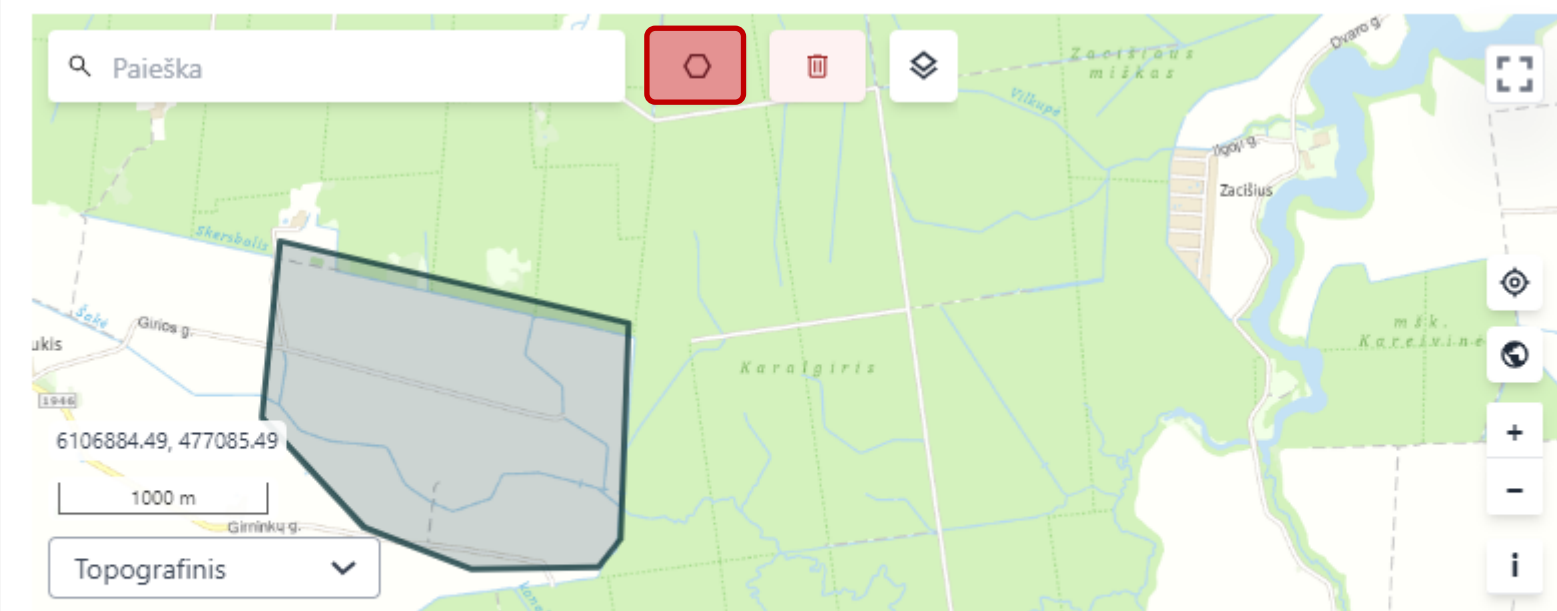 Paieška
Zacišiaus
miškas
Dvaro g.
Vilkupė
Ilgoji g.
Zacišius
Skersbalis
Šakė
Girios g.
ukis
mšk.
Kareivinė
Karalgiris
1946
6106884.49, 477085.49
1000 m
Girninkų g.
Topografinis
+
−
i